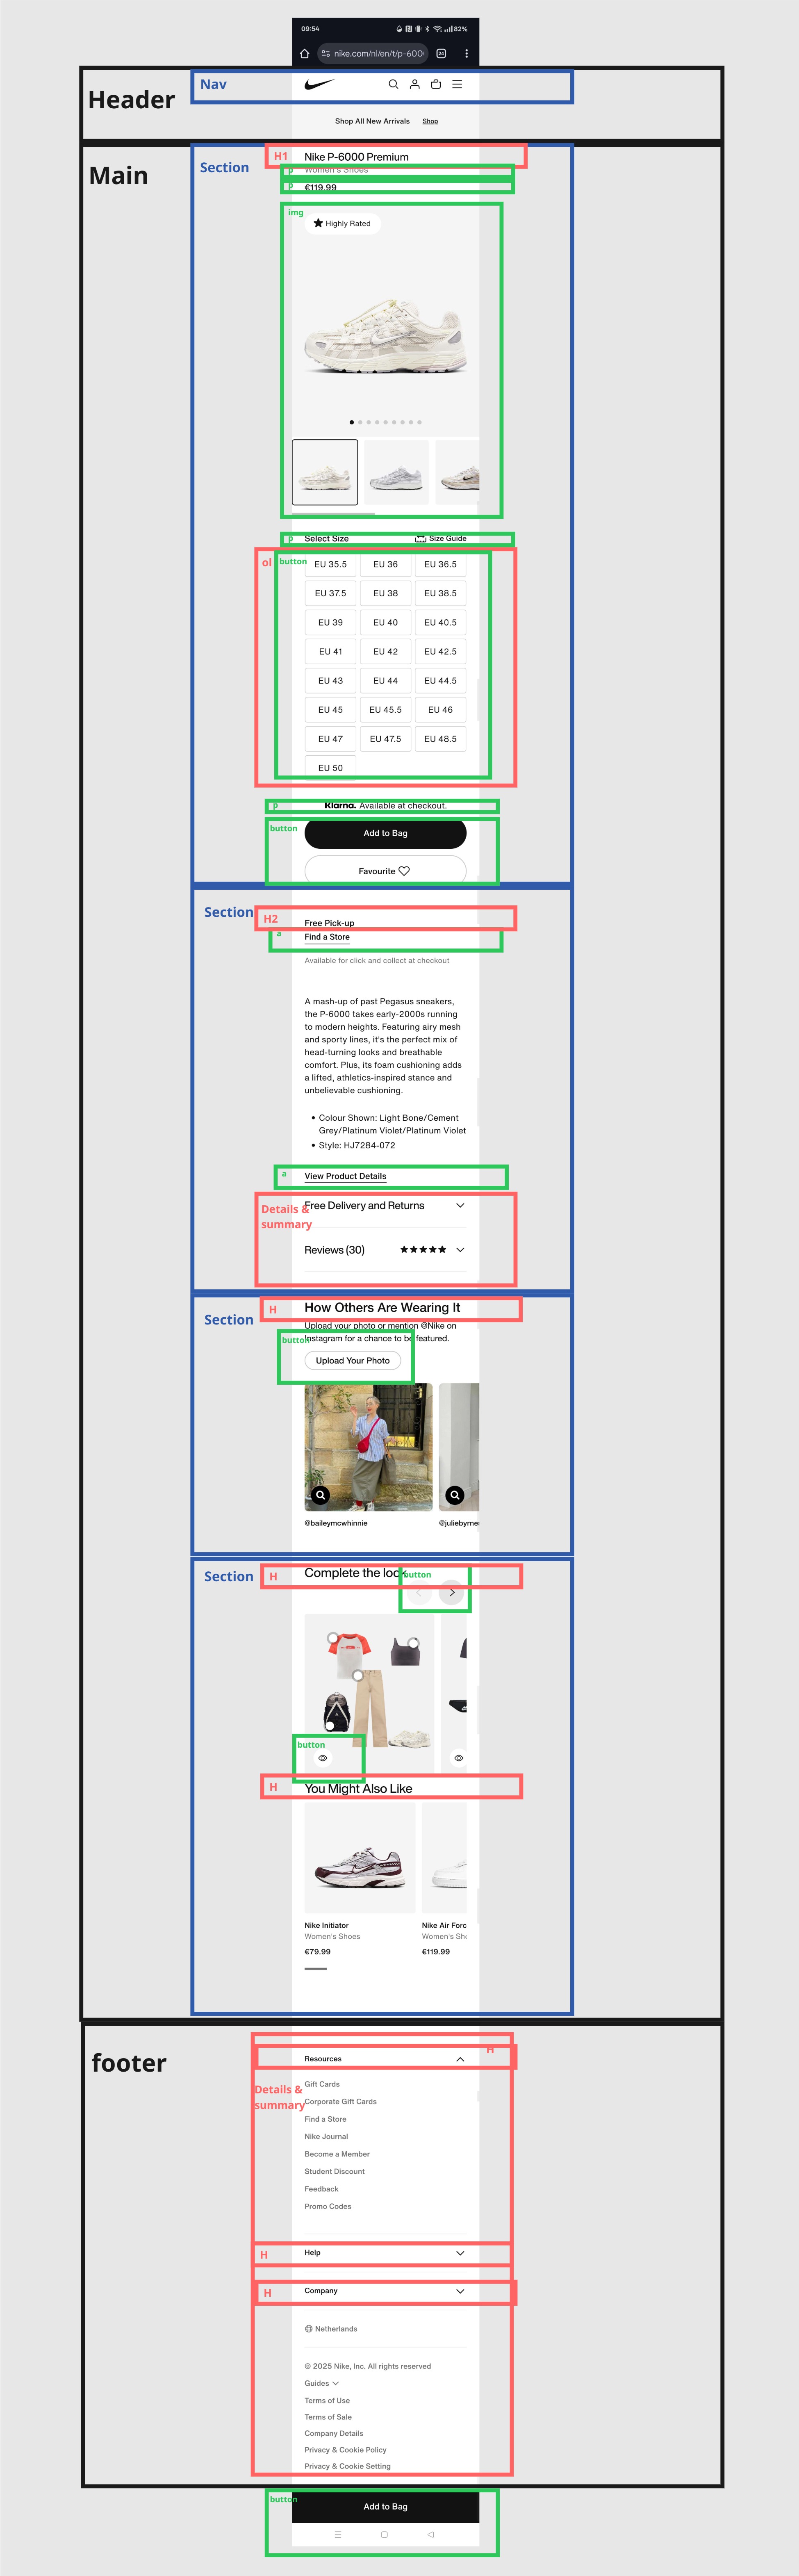 09:54
82%
nike.com/nl/en/t/p-600
24
Header
Nav
Shop All New Arrivals Shop
Main
Section
H1
Nike P-6000 Premium
p
Women's Shoes
p
€119.99
img
Highly Rated
p
Select Size
Size Guide
ol
button
EU 35.5 EU 36 EU 36.5
EU 37.5 EU 38 EU 38.5
EU 39 EU 40 EU 40.5
EU 41 EU 42 EU 42.5
EU 43 EU 44 EU 44.5
EU 45 EU 45.5 EU 46
EU 47 EU 47.5 EU 48.5
EU 50
p
Klarna. Available at checkout.
button
Add to Bag
Favourite
Section
H2
Free Pick-up
a
Find a Store
Available for click and collect at checkout
A mash-up of past Pegasus sneakers,
the P-6000 takes early-2000s running
to modern heights. Featuring airy mesh
and sporty lines, it's the perfect mix of
head-turning looks and breathable
comfort. Plus, its foam cushioning adds
a lifted, athletics-inspired stance and
unbelievable cushioning.
• Colour Shown: Light Bone/Cement
Grey/Platinum Violet/Platinum Violet
• Style: HJ7284-072
a
View Product Details
Details &
summary
Free Delivery and Returns
Reviews (30)
Section
H
How Others Are Wearing It
Upload your photo or mention @Nike on
Instagram for a chance to be featured.
button
Upload Your Photo
@baileymcwhinnie
@juliebyrne
Section
H
Complete the look
button
button
H
You Might Also Like
Nike Initiator
Women's Shoes
€79.99
Nike Air Forc
Women's Sh
€119.99
footer
H
Resources
Details &
summary
Gift Cards
Corporate Gift Cards
Find a Store
Nike Journal
Become a Member
Student Discount
Feedback
Promo Codes
H
Help
H
Company
Netherlands
© 2025 Nike, Inc. All rights reserved
Guides
Terms of Use
Terms of Sale
Company Details
Privacy & Cookie Policy
Privacy & Cookie Setting
button
Add to Bag